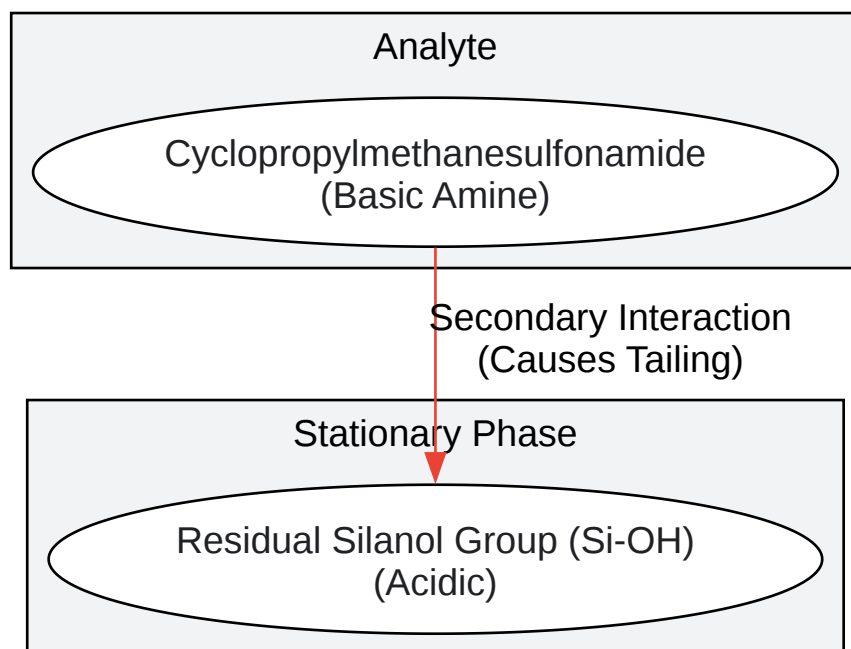 Analyte
Cyclopropylmethanesulfonamide
(Basic Amine)
Secondary Interaction
(Causes Tailing)
Stationary Phase
Residual Silanol Group (Si-OH)
(Acidic)